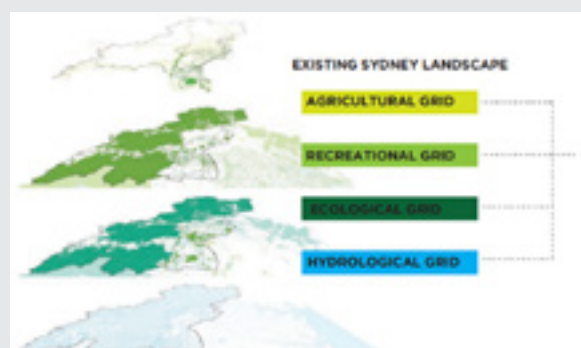 EXISTING SYDNEY LANDSCAPE
AGRICULTURAL GRID
RECREATIONAL GRID
ECOLOGICAL GRID
HYDROLOGICAL GRID